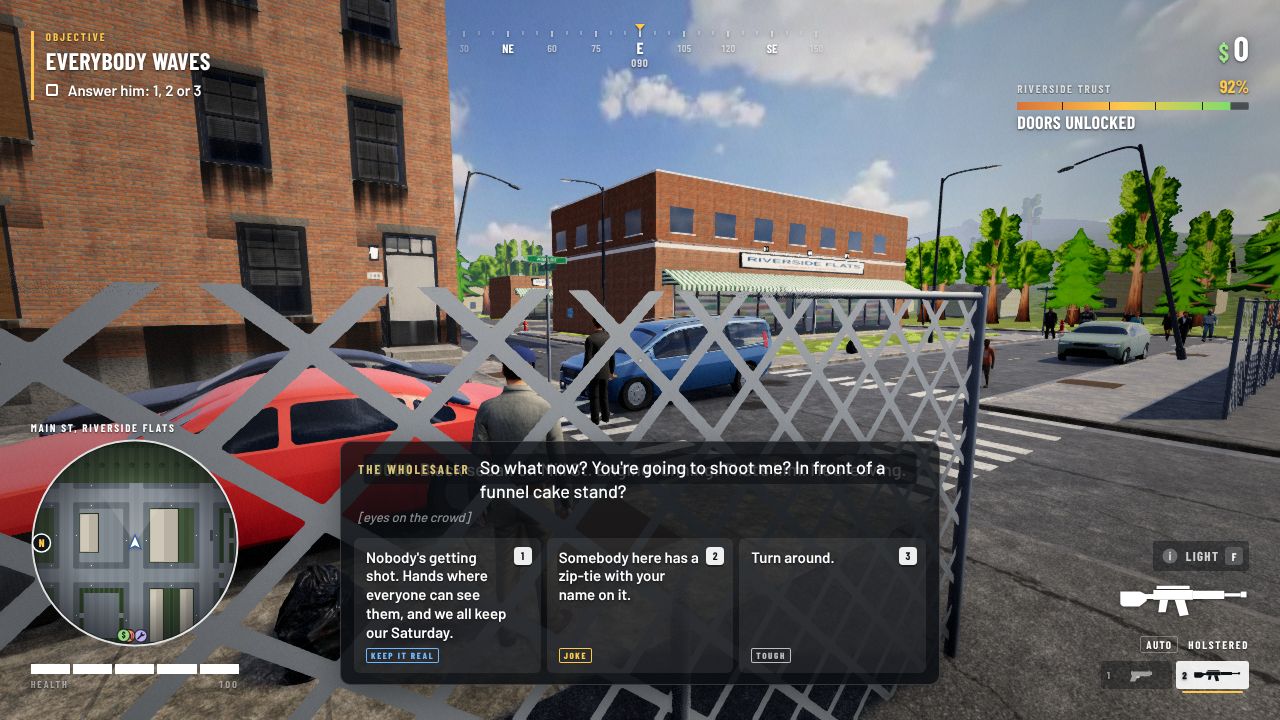 OBJECTIVE
EVERYBODY WAVES
Answer him: 1, 2 or 3
30 NE 60 75 E 105 120 SE 150
090
$ 0
RIVERSIDE TRUST 92%
DOORS UNLOCKED
RIVERSIDE FLATS
MAIN ST, RIVERSIDE FLATS
N
$
HEALTH 100
THE WHOLESALER So what now? You're going to shoot me? In front of a
funnel cake stand?
[eyes on the crowd]
Nobody's getting 1
shot. Hands where
everyone can see
them, and we all keep
our Saturday.
KEEP IT REAL
Somebody here has a 2
zip-tie with your
name on it.
JOKE
Turn around. 3
TOUGH
i LIGHT F
AUTO HOLSTERED
1 2